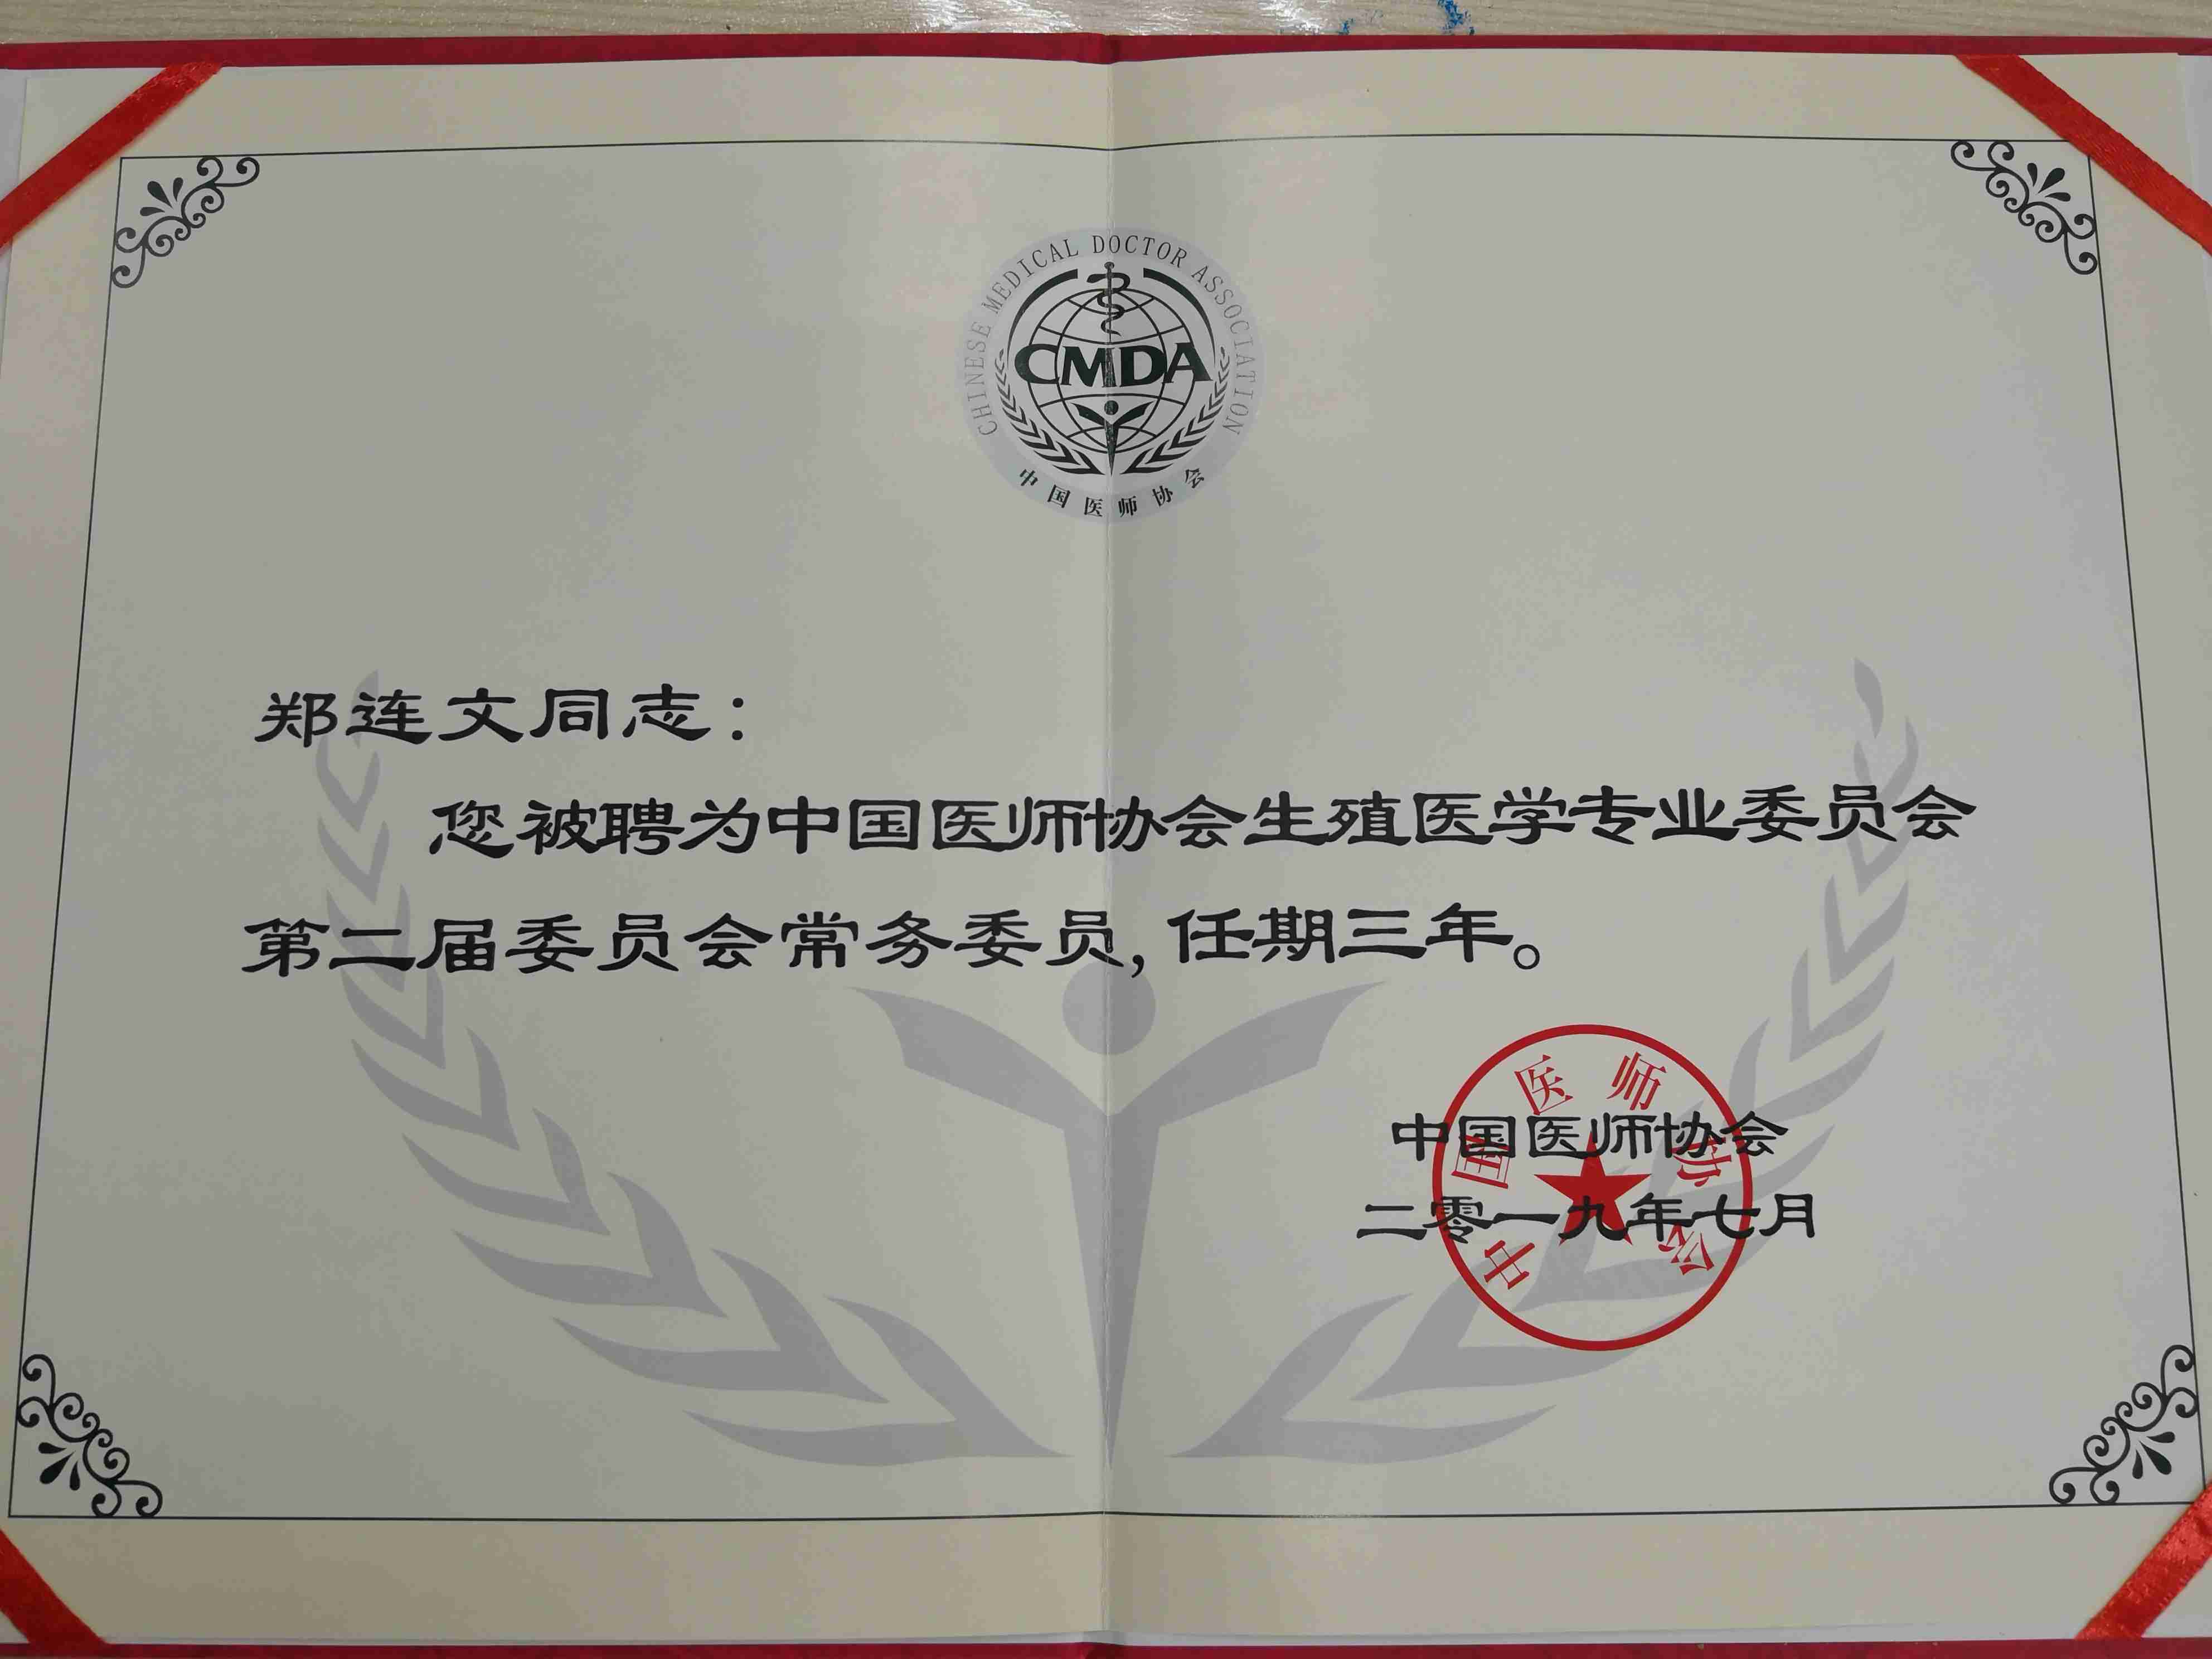 CHINESE MEDICAL DOCTOR ASSOCIATION
CMDA
中国医师协会
郑连文同志：
您被聘为中国医师协会生殖医学专业委员会
第二届委员会常务委员，任期三年。
中国医师协会
中国医师协会
二零一九年七月